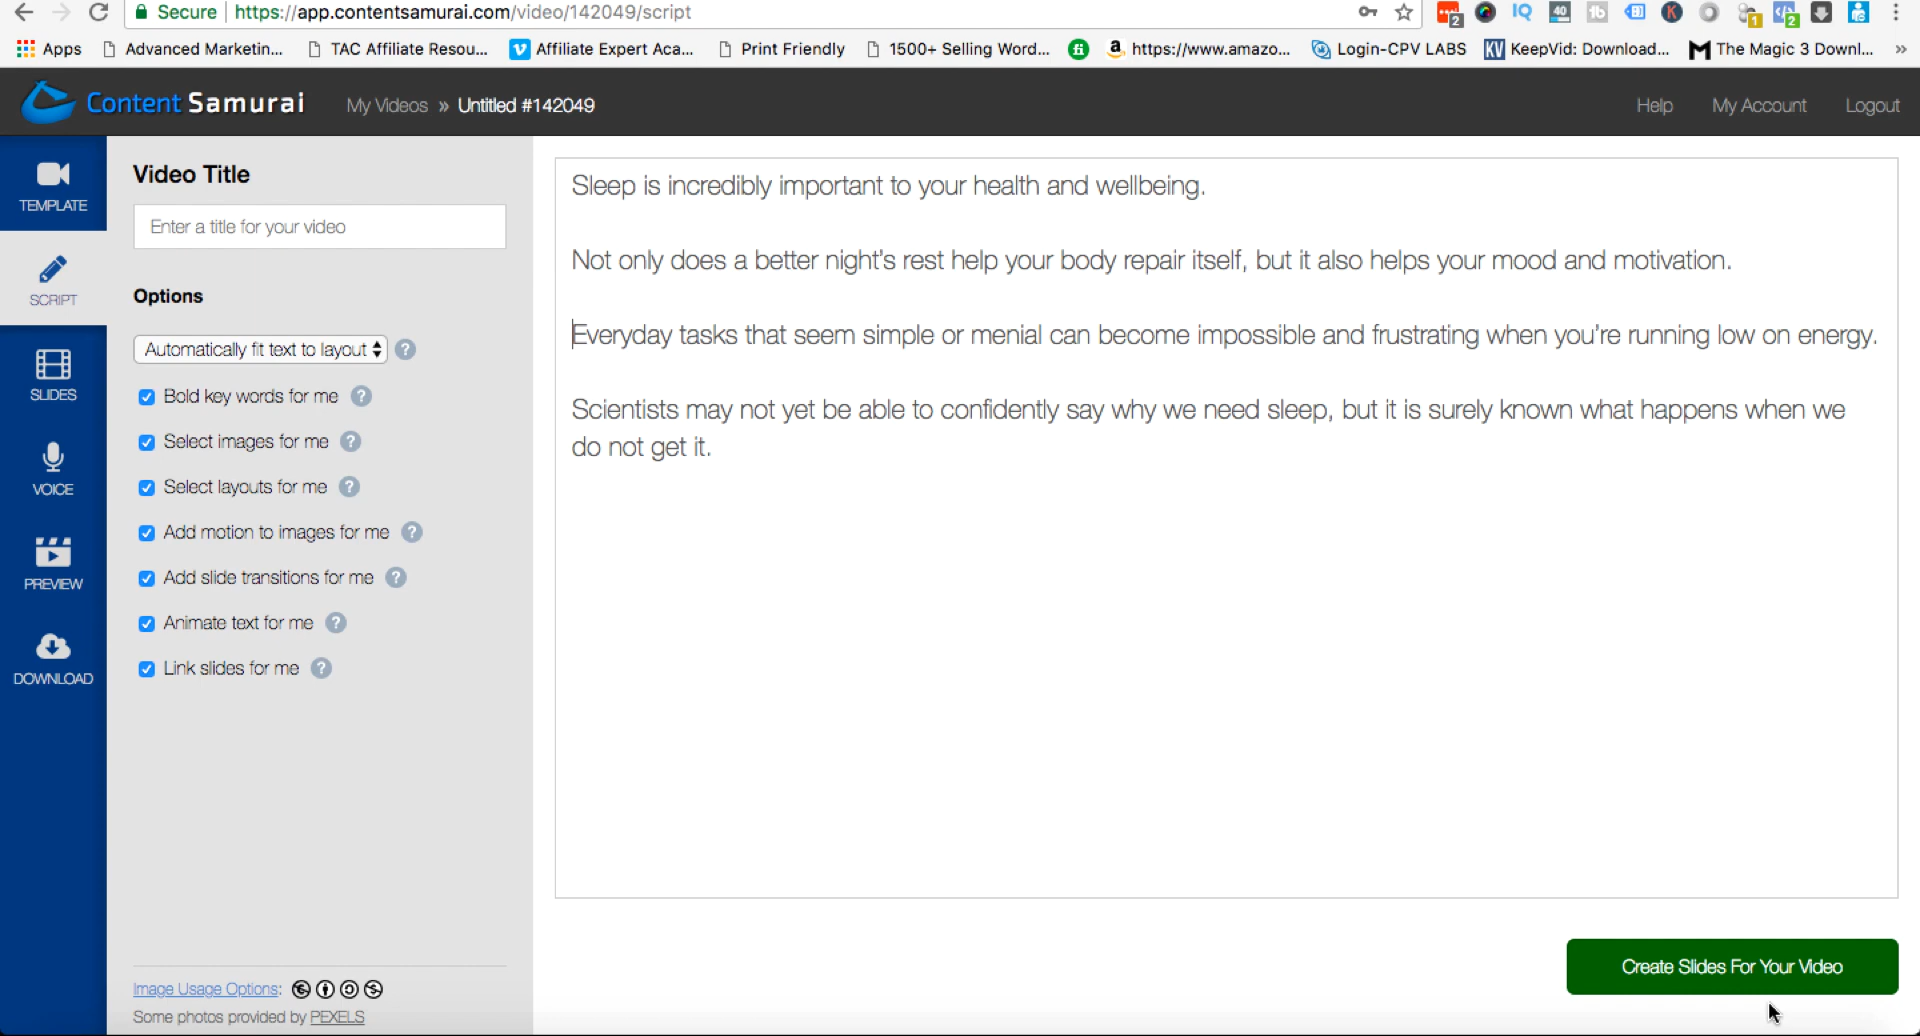 Secure https://app.contentsamurai.com/video/142049/script
2 40 1 2
Apps Advanced Marketin... TAC Affiliate Resou... Affiliate Expert Aca... Print Friendly 1500+ Selling Word... https://www.amazo... Login-CPV LABS KV KeepVid: Download... The Magic 3 Downl... »
Content Samurai My Videos » Untitled #142049 Help My Account Logout
TEMPLATE
SCRIPT
SLIDES
VOICE
PREVIEW
DOWNLOAD
Video Title
Enter a title for your video
Options
Automatically fit text to layout ?
Bold key words for me ?
Select images for me ?
Select layouts for me ?
Add motion to images for me ?
Add slide transitions for me ?
Animate text for me ?
Link slides for me ?
Image Usage Options:
Some photos provided by PEXELS
Sleep is incredibly important to your health and wellbeing.
Not only does a better night's rest help your body repair itself, but it also helps your mood and motivation.
Everyday tasks that seem simple or menial can become impossible and frustrating when you're running low on energy.
Scientists may not yet be able to confidently say why we need sleep, but it is surely known what happens when we
do not get it.
Create Slides For Your Video